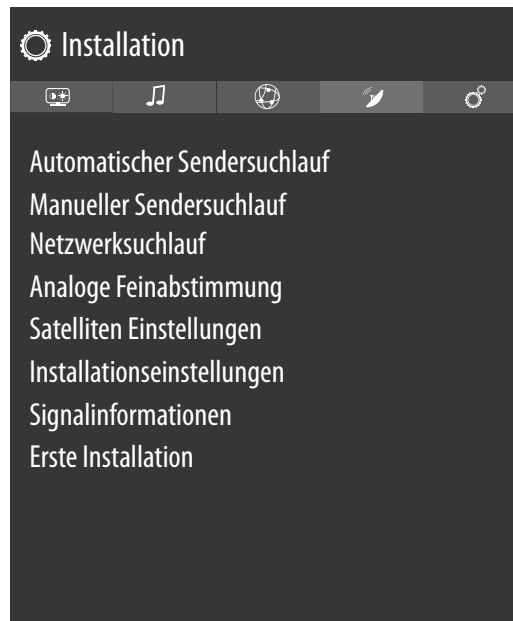 Installation
Automatischer Sendersuchlauf
Manueller Sendersuchlauf
Netzwerksuchlauf
Analoge Feinabstimmung
Satelliten Einstellungen
Installationseinstellungen
Signalinformationen
Erste Installation